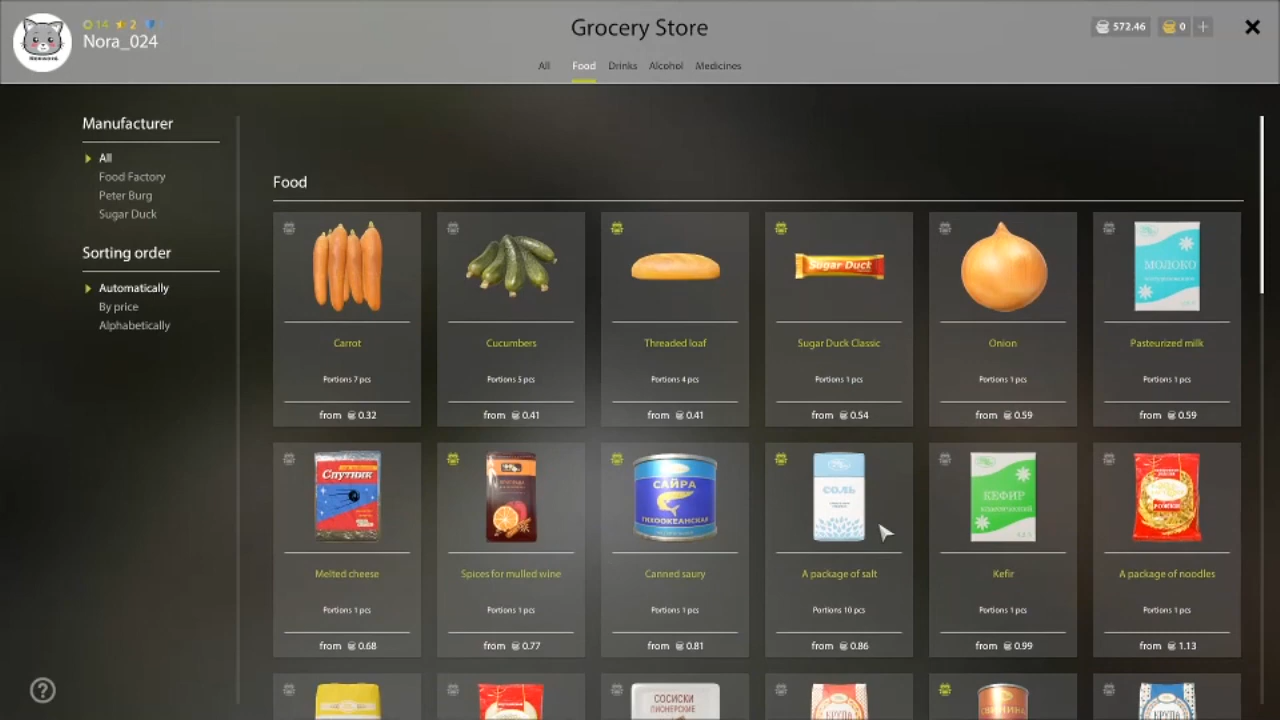 14 2
Nora_024
Grocery Store
572.46
0
All Food Drinks Alcohol Medicines
Manufacturer
All
Food Factory
Peter Burg
Sugar Duck
Sorting order
Automatically
By price
Alphabetically
Food
Sugar Duck
МОЛОКО
Carrot
Cucumbers
Threaded loaf
Sugar Duck Classic
Onion
Pasteurized milk
Portions 7 pcs
Portions 5 pcs
Portions 4 pcs
Portions 1 pcs
Portions 1 pcs
Portions 1 pcs
from 0.32
from 0.41
from 0.41
from 0.54
from 0.59
from 0.59
Спутник
САЙРА
ТИХООКЕАНСКАЯ
СОЛЬ
КЕФИР
Melted cheese
Spices for mulled wine
Canned saury
A package of salt
Kefir
A package of noodles
Portions 1 pcs
Portions 1 pcs
Portions 1 pcs
Portions 10 pcs
Portions 1 pcs
Portions 1 pcs
from 0.68
from 0.77
from 0.81
from 0.86
from 0.99
from 1.13
СОСИСКИ
ПИОНЕРСКИЕ
КРУПА
КРУПА